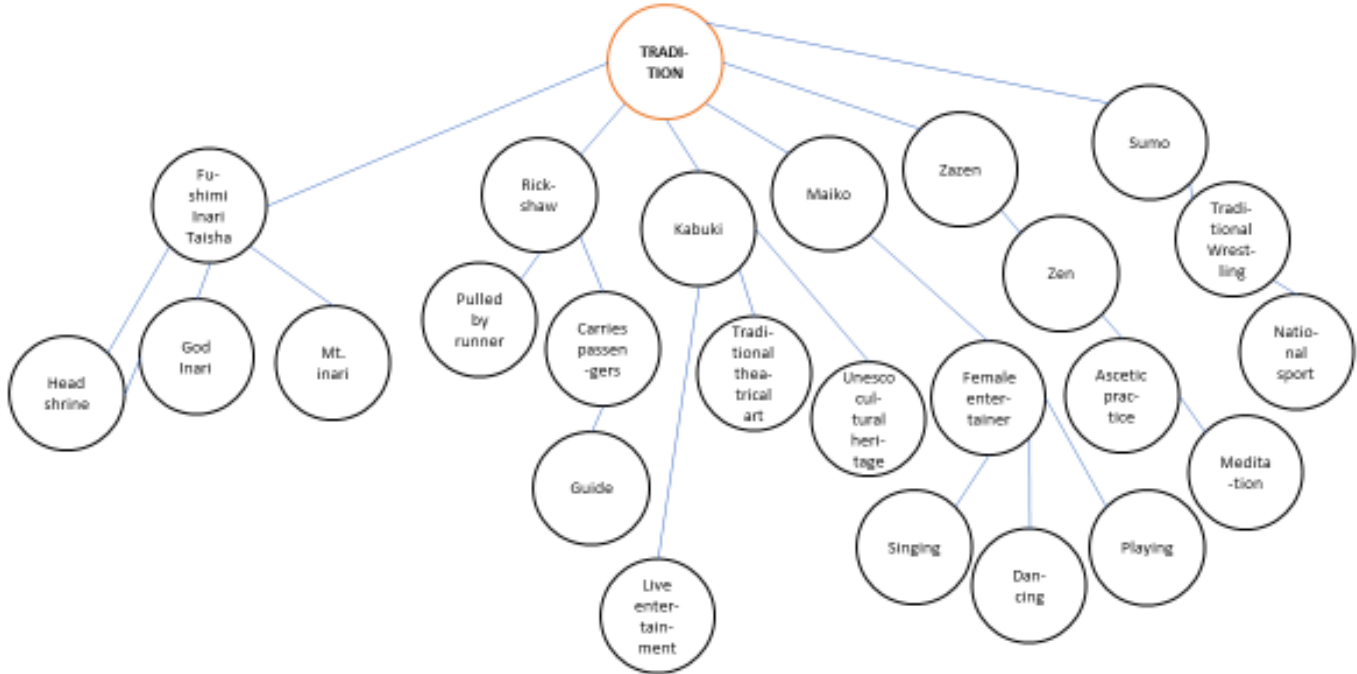 TRADI-
TION
Fu-
shimi
Inari
Taisha
Head
shrine
God
Inari
Mt.
inari
Rick-
shaw
Pulled
by
runner
Carries
passen
-gers
Guide
Kabuki
Live
enter-
tain-
ment
Tradi-
tional
thea-
trical
art
Unesco
cul-
tural
heri-
tage
Maiko
Female
enter-
tainer
Singing
Dan-
cing
Playing
Zazen
Zen
Ascetic
prac-
tice
Medita
-tion
Sumo
Tradi-
tional
Wrest-
ling
Natio-
nal
sport